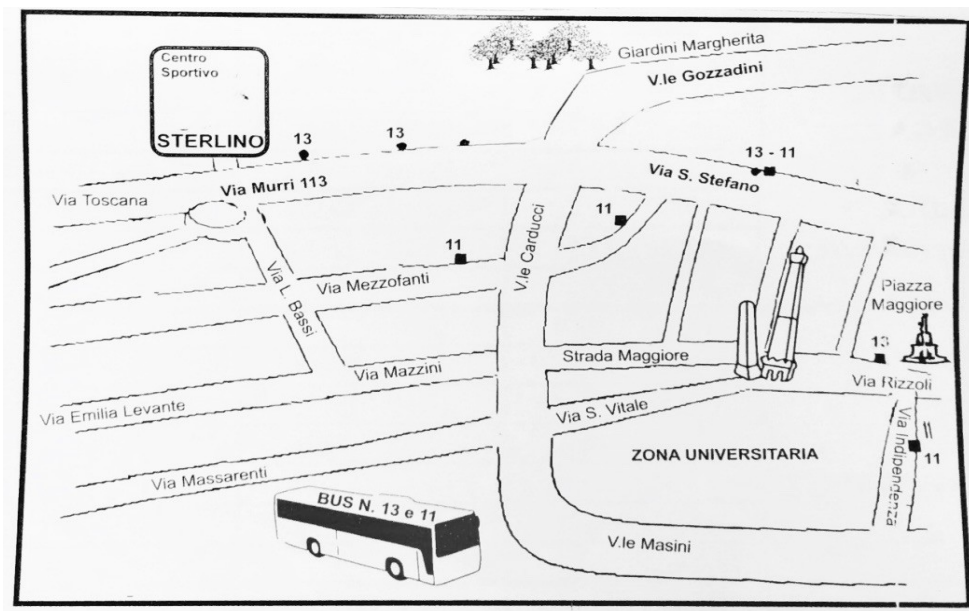 Giardini Margherita
V.le Gozzadini
Centro
Sportivo
STERLINO
13
13
13 - 11
Via Toscana
Via Murri 113
Via S. Stefano
11
11
V.le Carducci
Via L. Bassi
Via Mezzofanti
Piazza
Maggiore
13
Strada Maggiore
Via Mazzini
Via Rizzoli
Via Emilia Levante
Via S. Vitale
Via Indipendenza
11
ZONA UNIVERSITARIA
Via Massarenti
BUS N. 13 e 11
V.le Masini